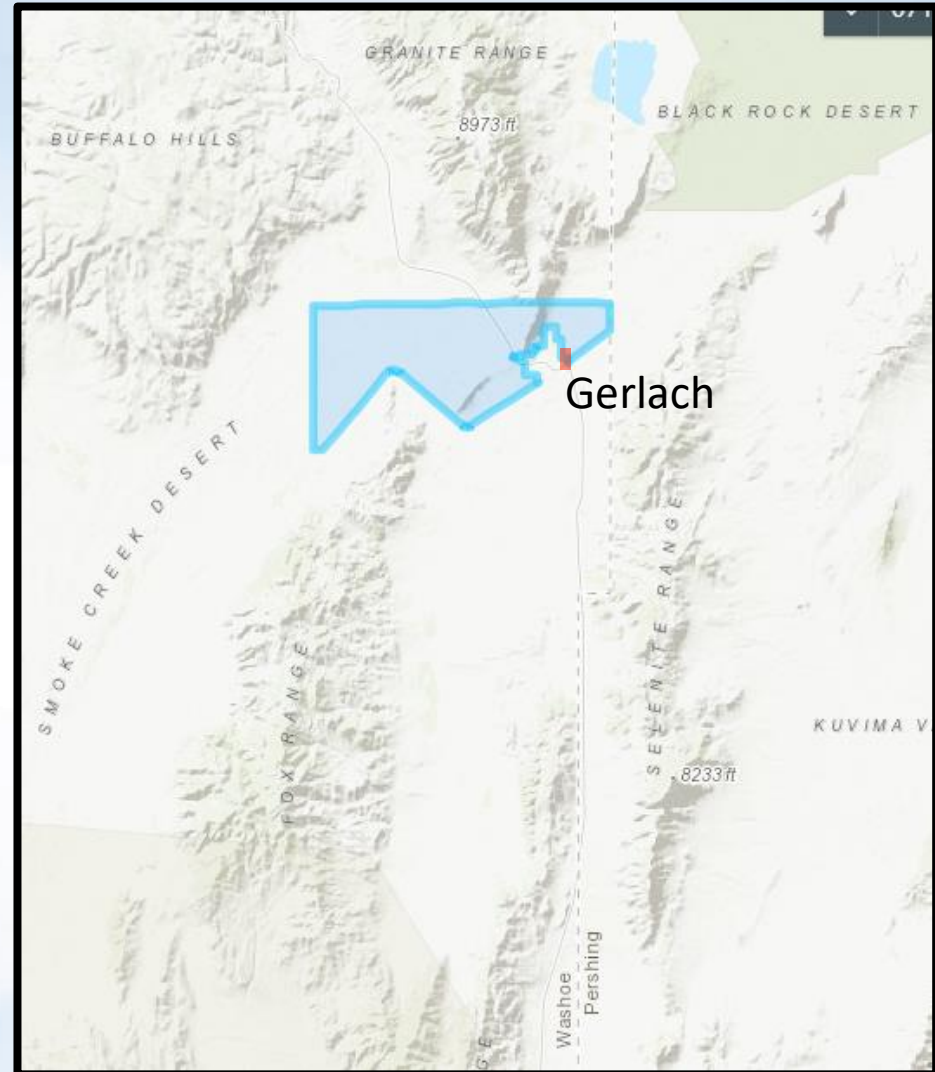 GRANITE RANGE
BLACK ROCK DESERT
8973 ft
BUFFALO HILLS
Gerlach
SMOKE CREEK DESERT
SELENITE RANGE
FOX RANGE
KUVIMA V
8233 ft
Washoe
Pershing